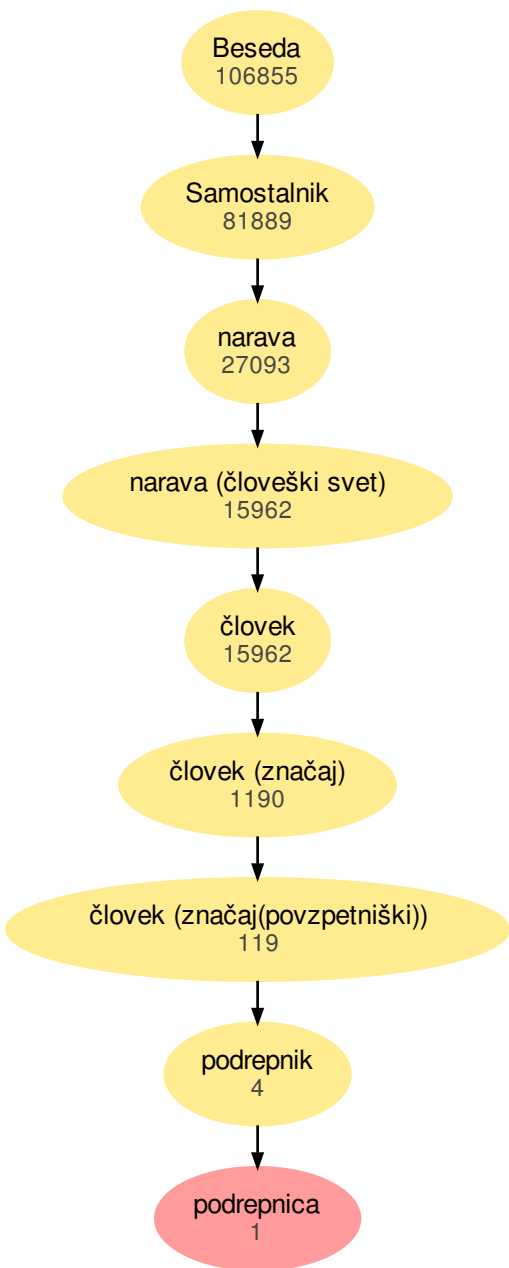 Beseda
106855
Samostalnik
81889
narava
27093
narava (človeški svet)
15962
človek
15962
človek (značaj)
1190
človek (značaj(povzpetniški))
119
podrepnik
4
podrepnica
1